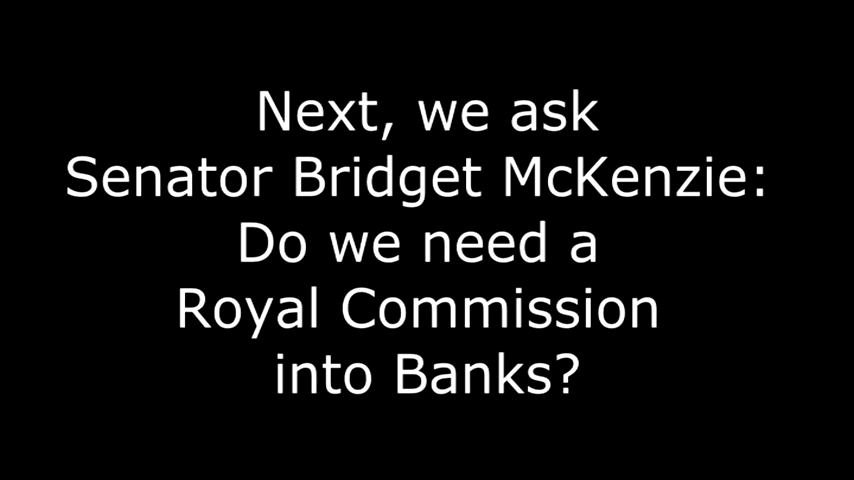 Next, we ask
Senator Bridget McKenzie:
Do we need a
Royal Commission
into Banks?